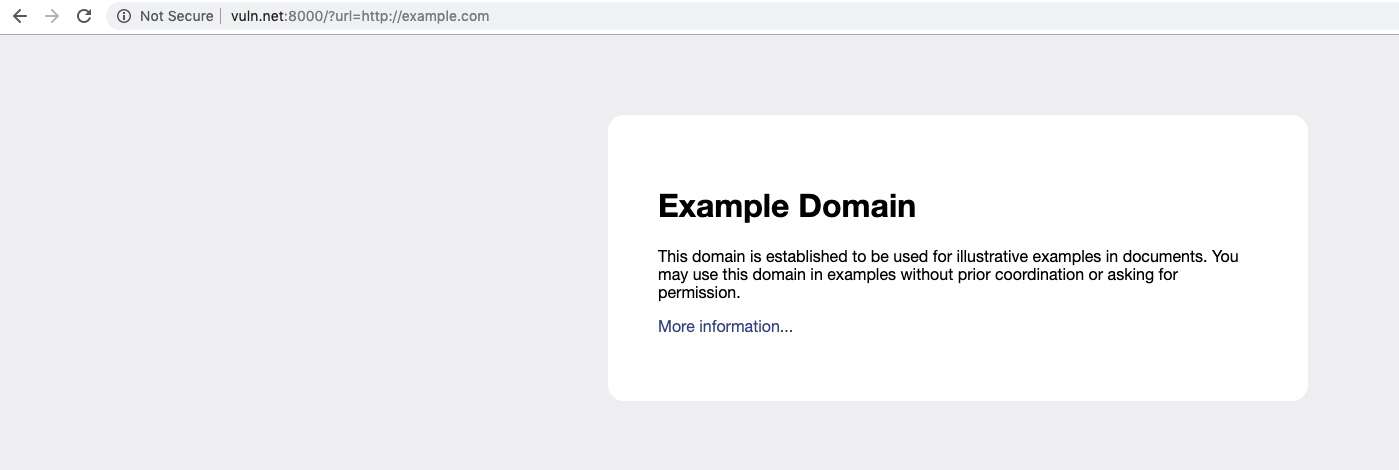 Not Secure | vuln.net:8000/?url=http://example.com
Example Domain
This domain is established to be used for illustrative examples in documents. You
may use this domain in examples without prior coordination or asking for
permission.
More information...